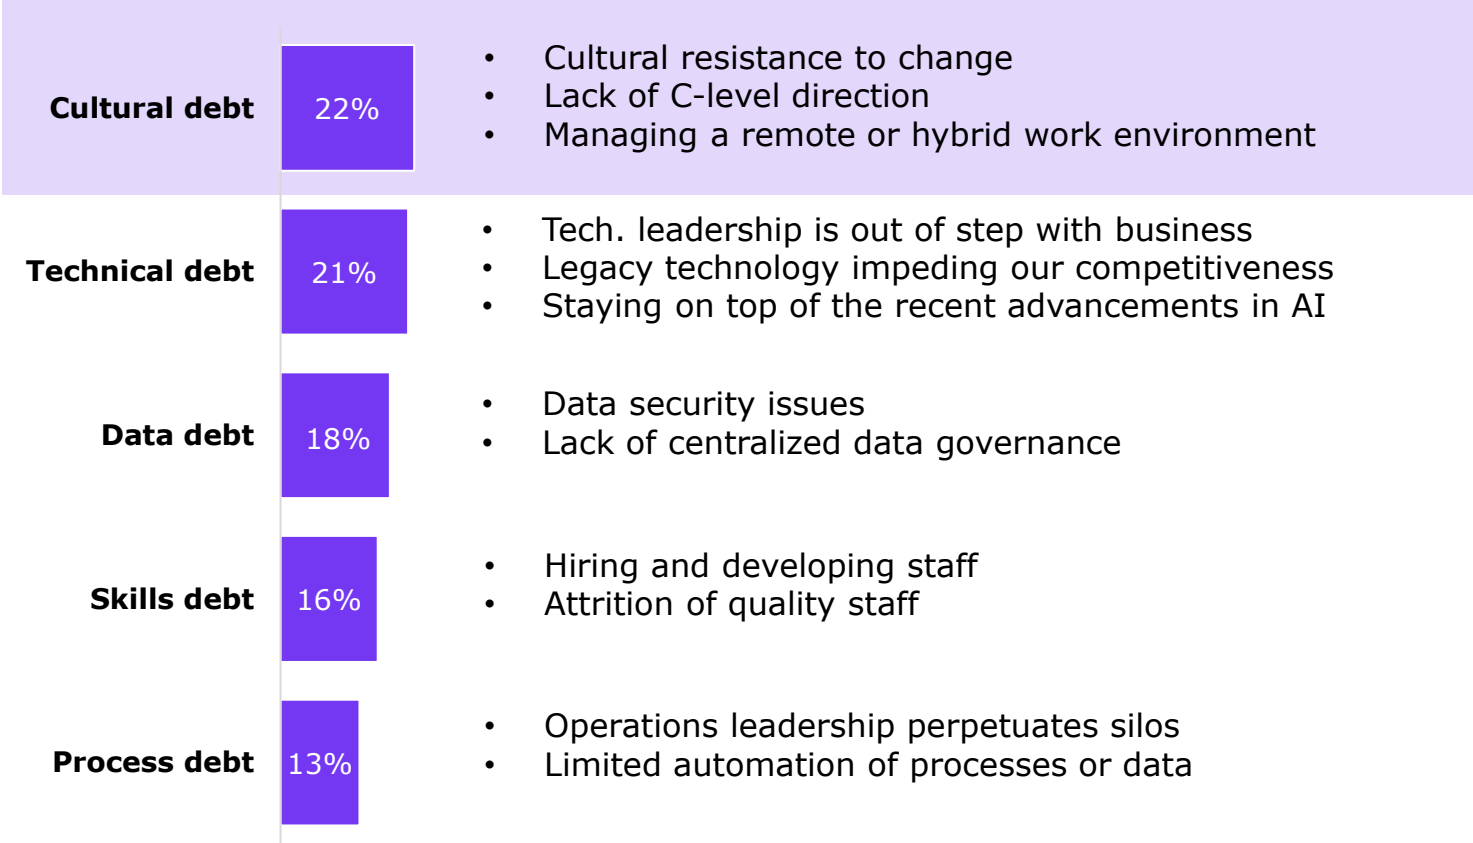 Cultural debt
22%
• Cultural resistance to change
• Lack of C-level direction
• Managing a remote or hybrid work environment
Technical debt
21%
• Tech. leadership is out of step with business
• Legacy technology impeding our competitiveness
• Staying on top of the recent advancements in AI
Data debt
18%
• Data security issues
• Lack of centralized data governance
Skills debt
16%
• Hiring and developing staff
• Attrition of quality staff
Process debt
13%
• Operations leadership perpetuates silos
• Limited automation of processes or data